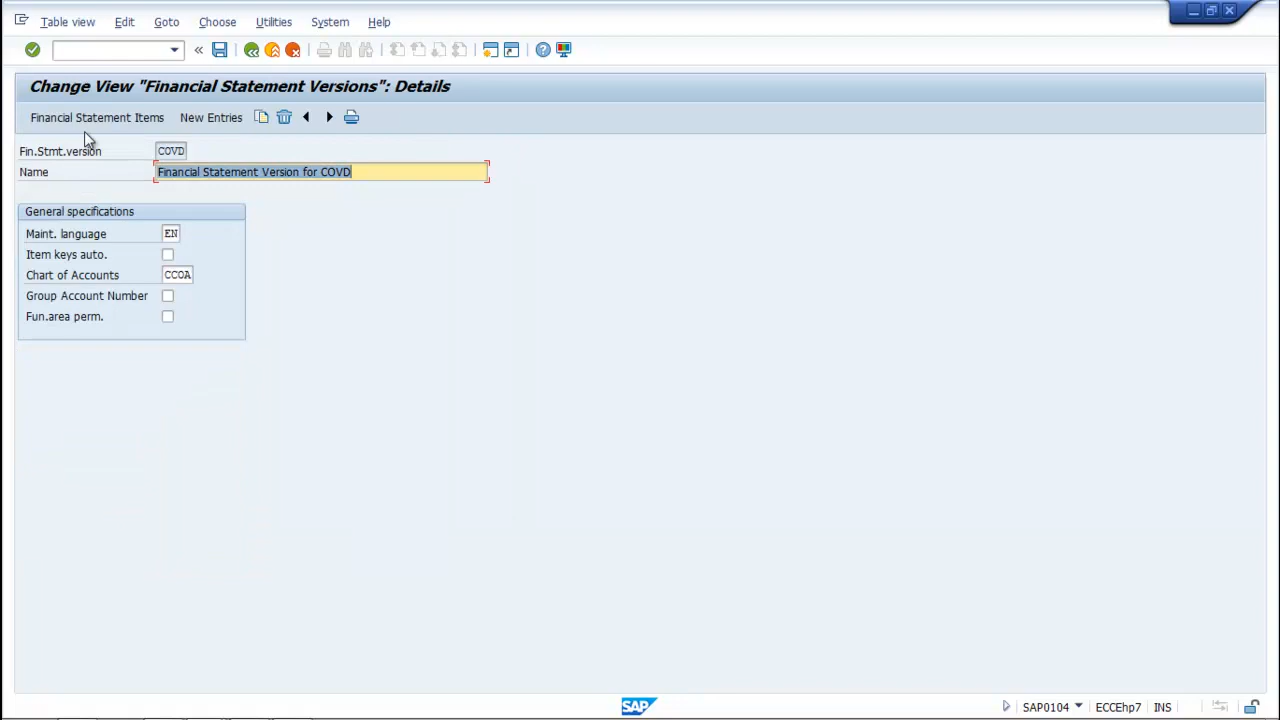 Table view Edit Goto Choose Utilities System Help
Change View "Financial Statement Versions": Details
Financial Statement Items New Entries
Fin.Stmt.version COVD
Name Financial Statement Version for COVD
General specifications
Maint. language EN
Item keys auto.
Chart of Accounts CCOA
Group Account Number
Fun.area perm.
SAP SAP0104 ECCEhp7 INS